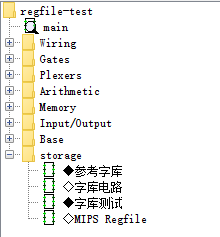 regfile-test
main
Wiring
Gates
Plexers
Arithmetic
Memory
Input/Output
Base
storage
◆参考字库
◇字库电路
◆字库测试
◇MIPS Regfile